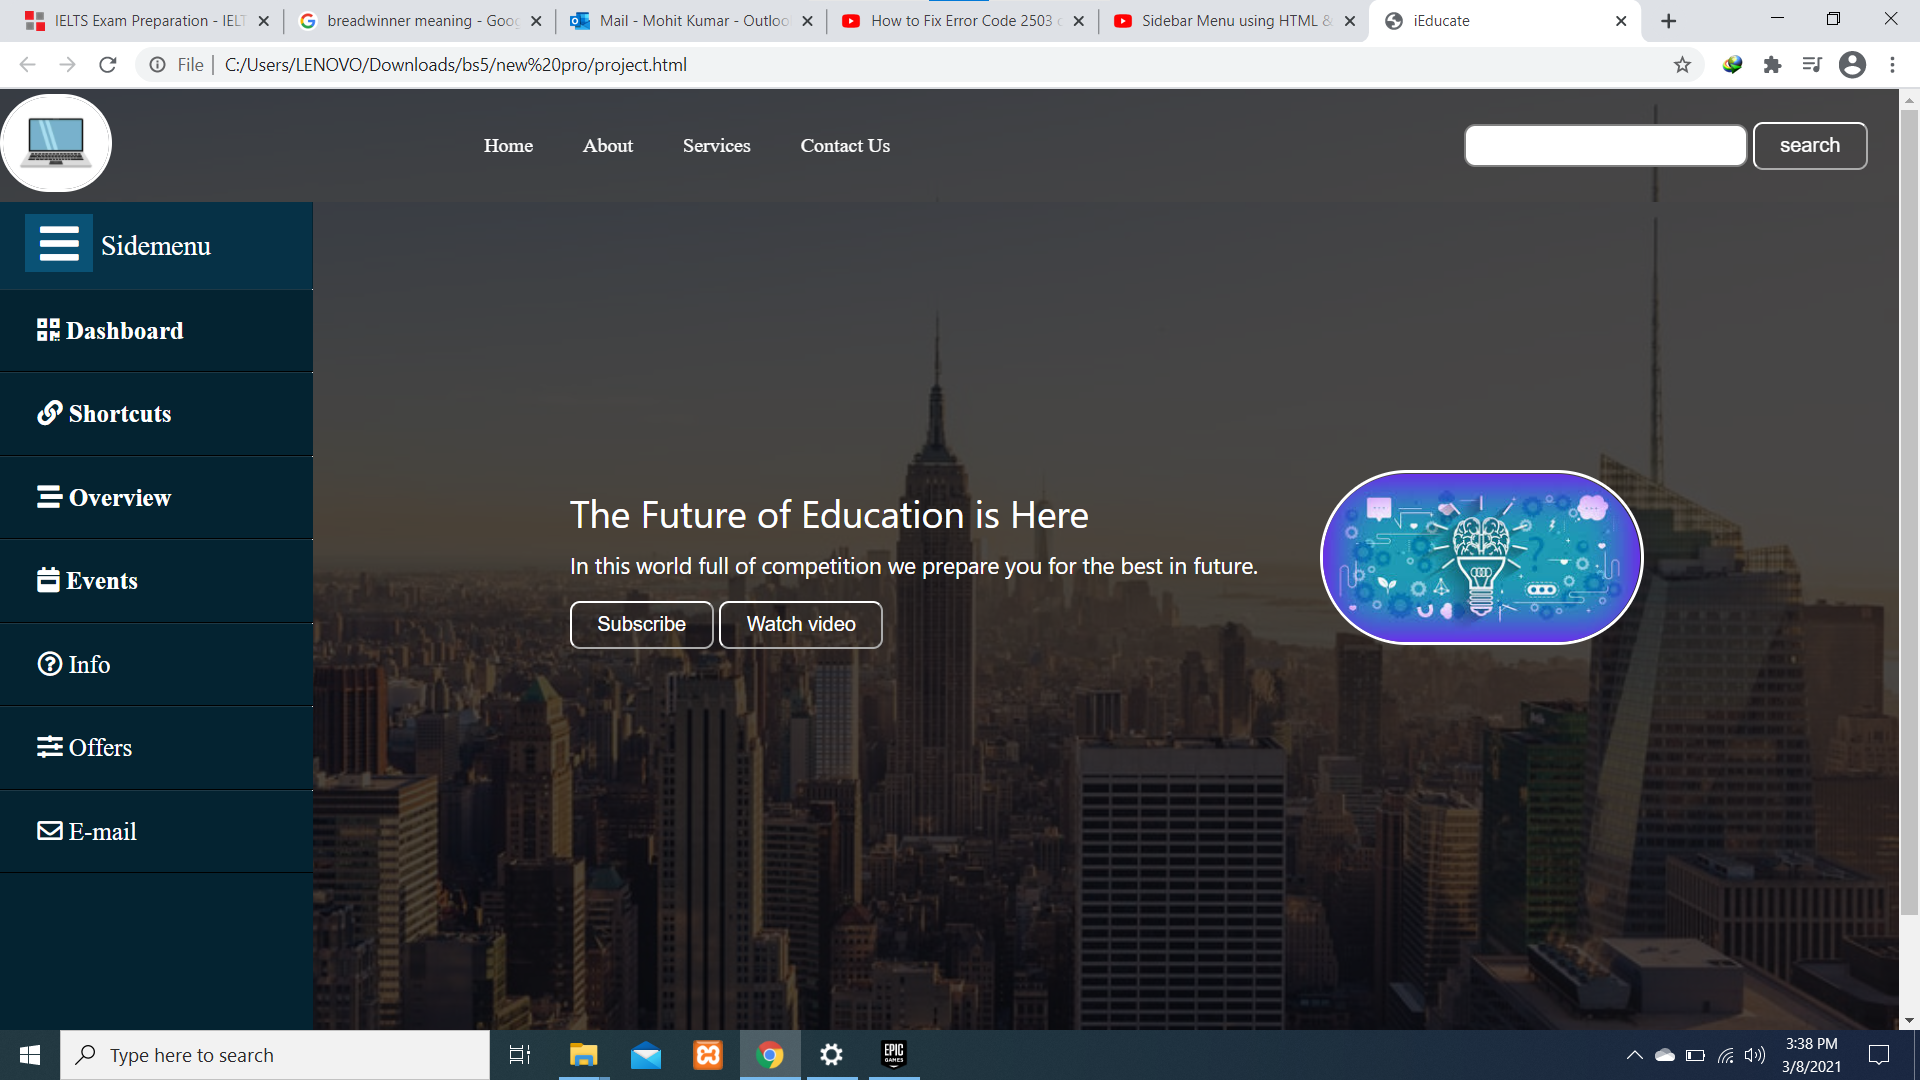 IELTS Exam Preparation - IELT
breadwinner meaning - Goog
Mail - Mohit Kumar - Outloo
How to Fix Error Code 2503 o
Sidebar Menu using HTML &
iEducate
File
C:/Users/LENOVO/Downloads/bs5/new%20pro/project.html
Home
About
Services
Contact Us
search
Sidemenu
Dashboard
Shortcuts
Overview
Events
Info
Offers
E-mail
The Future of Education is Here
In this world full of competition we prepare you for the best in future.
Subscribe
Watch video
Type here to search
EPIC
GAMES
3:38 PM
3/8/2021